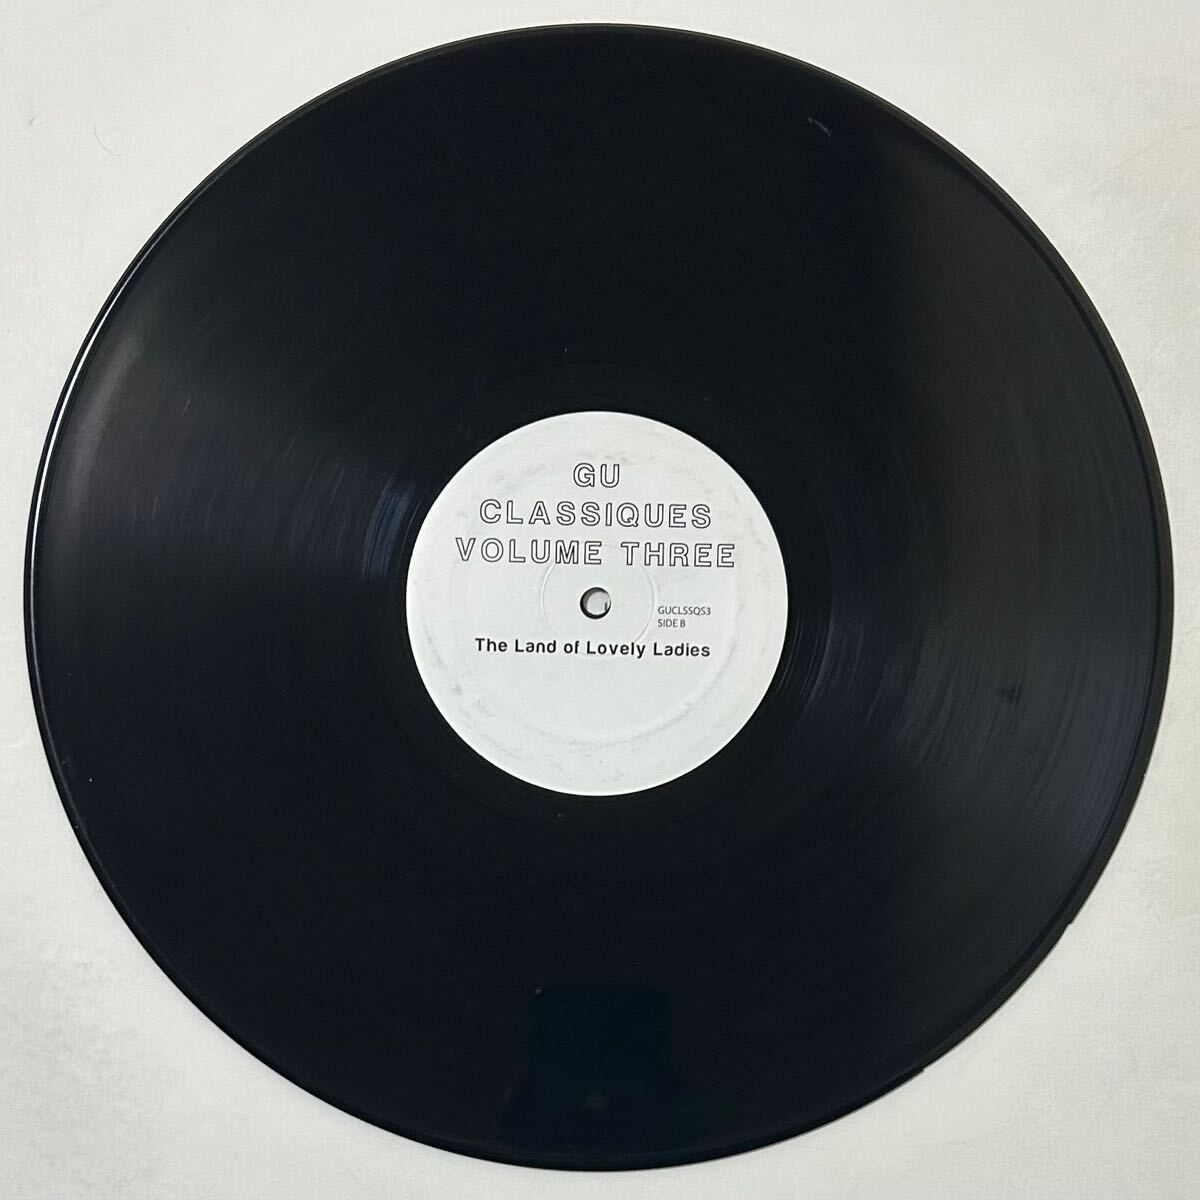 GU
CLASSIQUES
VOLUME THREE
GUCLSSQS3
SIDE B
The Land of Lovely Ladies